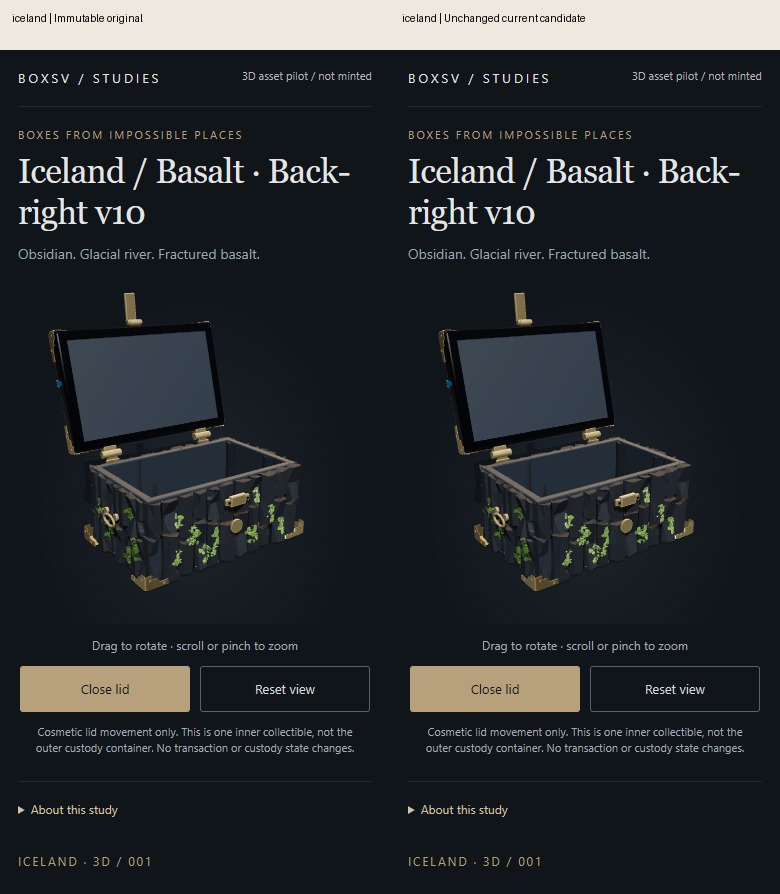 iceland | Immutable original
BOXSV / STUDIES
3D asset pilot / not minted
BOXES FROM IMPOSSIBLE PLACES
Iceland / Basalt · Back-
right v10
Obsidian. Glacial river. Fractured basalt.
Drag to rotate · scroll or pinch to zoom
Close lid
Reset view
Cosmetic lid movement only. This is one inner collectible, not the
outer custody container. No transaction or custody state changes.
▶ About this study
ICELAND · 3D / 001
iceland | Unchanged current candidate
BOXSV / STUDIES
3D asset pilot / not minted
BOXES FROM IMPOSSIBLE PLACES
Iceland / Basalt · Back-
right v10
Obsidian. Glacial river. Fractured basalt.
Drag to rotate · scroll or pinch to zoom
Close lid
Reset view
Cosmetic lid movement only. This is one inner collectible, not the
outer custody container. No transaction or custody state changes.
▶ About this study
ICELAND · 3D / 001